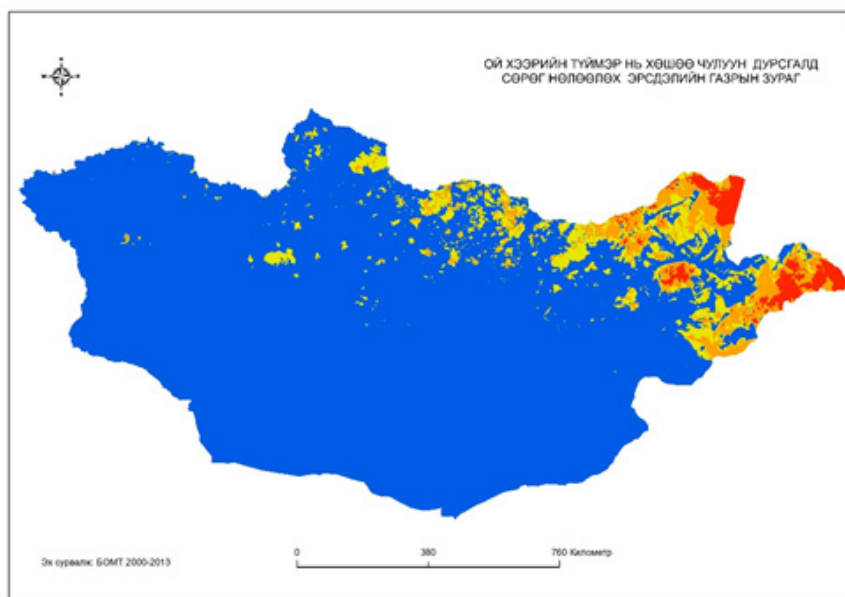 ОЙ ХЭЭРИЙН ТҮЙМЭР НЬ ХӨШӨӨ ЧУЛУУН ДУРСГАЛД
СӨРӨГ НӨЛӨӨЛӨХ ЭРСДЭЛИЙН ГАЗРЫН ЗУРАГ
Эх сурвалж: БОМТ 2000-2013
0 380 760 Километр